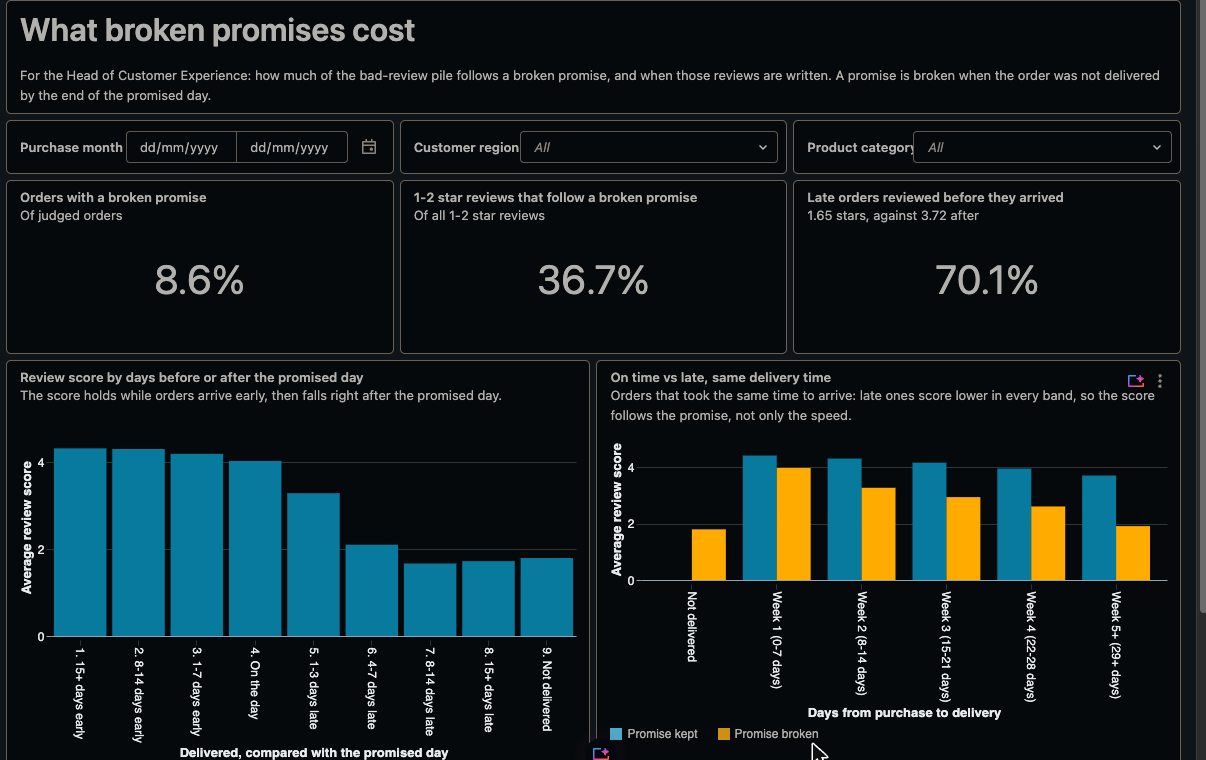 What broken promises cost
For the Head of Customer Experience: how much of the bad-review pile follows a broken promise, and when those reviews are written. A promise is broken when the order was not delivered
by the end of the promised day.
Purchase month dd/mm/yyyy dd/mm/yyyy
Customer region All
Product category All
Orders with a broken promise
Of judged orders
8.6%
1-2 star reviews that follow a broken promise
Of all 1-2 star reviews
36.7%
Late orders reviewed before they arrived
1.65 stars, against 3.72 after
70.1%
Review score by days before or after the promised day
The score holds while orders arrive early, then falls right after the promised day.
Average review score
4
2
0
1. 15+ days early
2. 8-14 days early
3. 1-7 days early
4. On the day
5. 1-3 days late
6. 4-7 days late
7. 8-14 days late
8. 15+ days late
9. Not delivered
Delivered, compared with the promised day
On time vs late, same delivery time
Orders that took the same time to arrive: late ones score lower in every band, so the score
follows the promise, not only the speed.
Average review score
4
2
0
Not delivered
Week 1 (0-7 days)
Week 2 (8-14 days)
Week 3 (15-21 days)
Week 4 (22-28 days)
Week 5+ (29+ days)
Days from purchase to delivery
Promise kept Promise broken